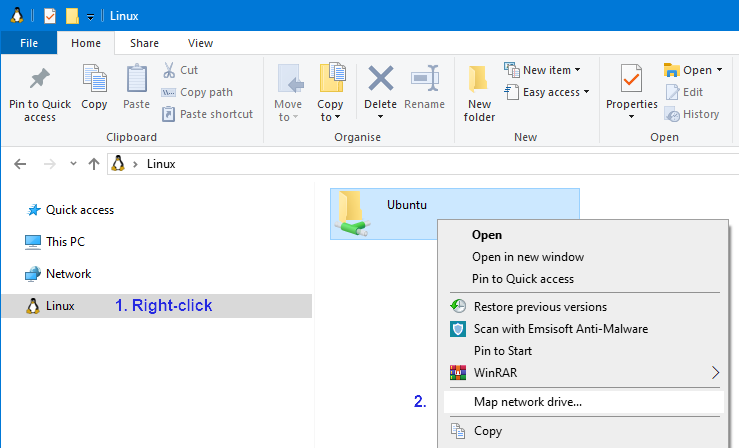 Linux
File Home Share View
Pin to Quick access
Copy
Paste
Cut
Copy path
Paste shortcut
Clipboard
Move to
Copy to
Delete
Rename
Organise
New folder
New item
Easy access
New
Properties
Open
Edit
History
Open
Linux
Quick access
This PC
Network
Linux
1. Right-click
Ubuntu
Open
Open in new window
Pin to Quick access
Restore previous versions
Scan with Emsisoft Anti-Malware
Pin to Start
WinRAR
2.
Map network drive...
Copy